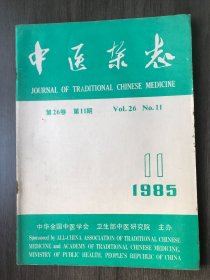 中医杂志
JOURNAL OF TRADITIONAL CHINESE MEDICINE
第26卷 第11期 Vol.26 No.11
11
1985
中华全国中医学会 卫生部中医研究院 主办
Sponsored by ALL-CHINA ASSOCIATION OF TRADITIONAL CHINESE
MEDICINE and ACADEMY OF TRADITIONAL CHINESE MEDICINE,
MINISTRY OF PUBLIC HEALTH, PEOPLE'S REPUBLIC OF CHINA